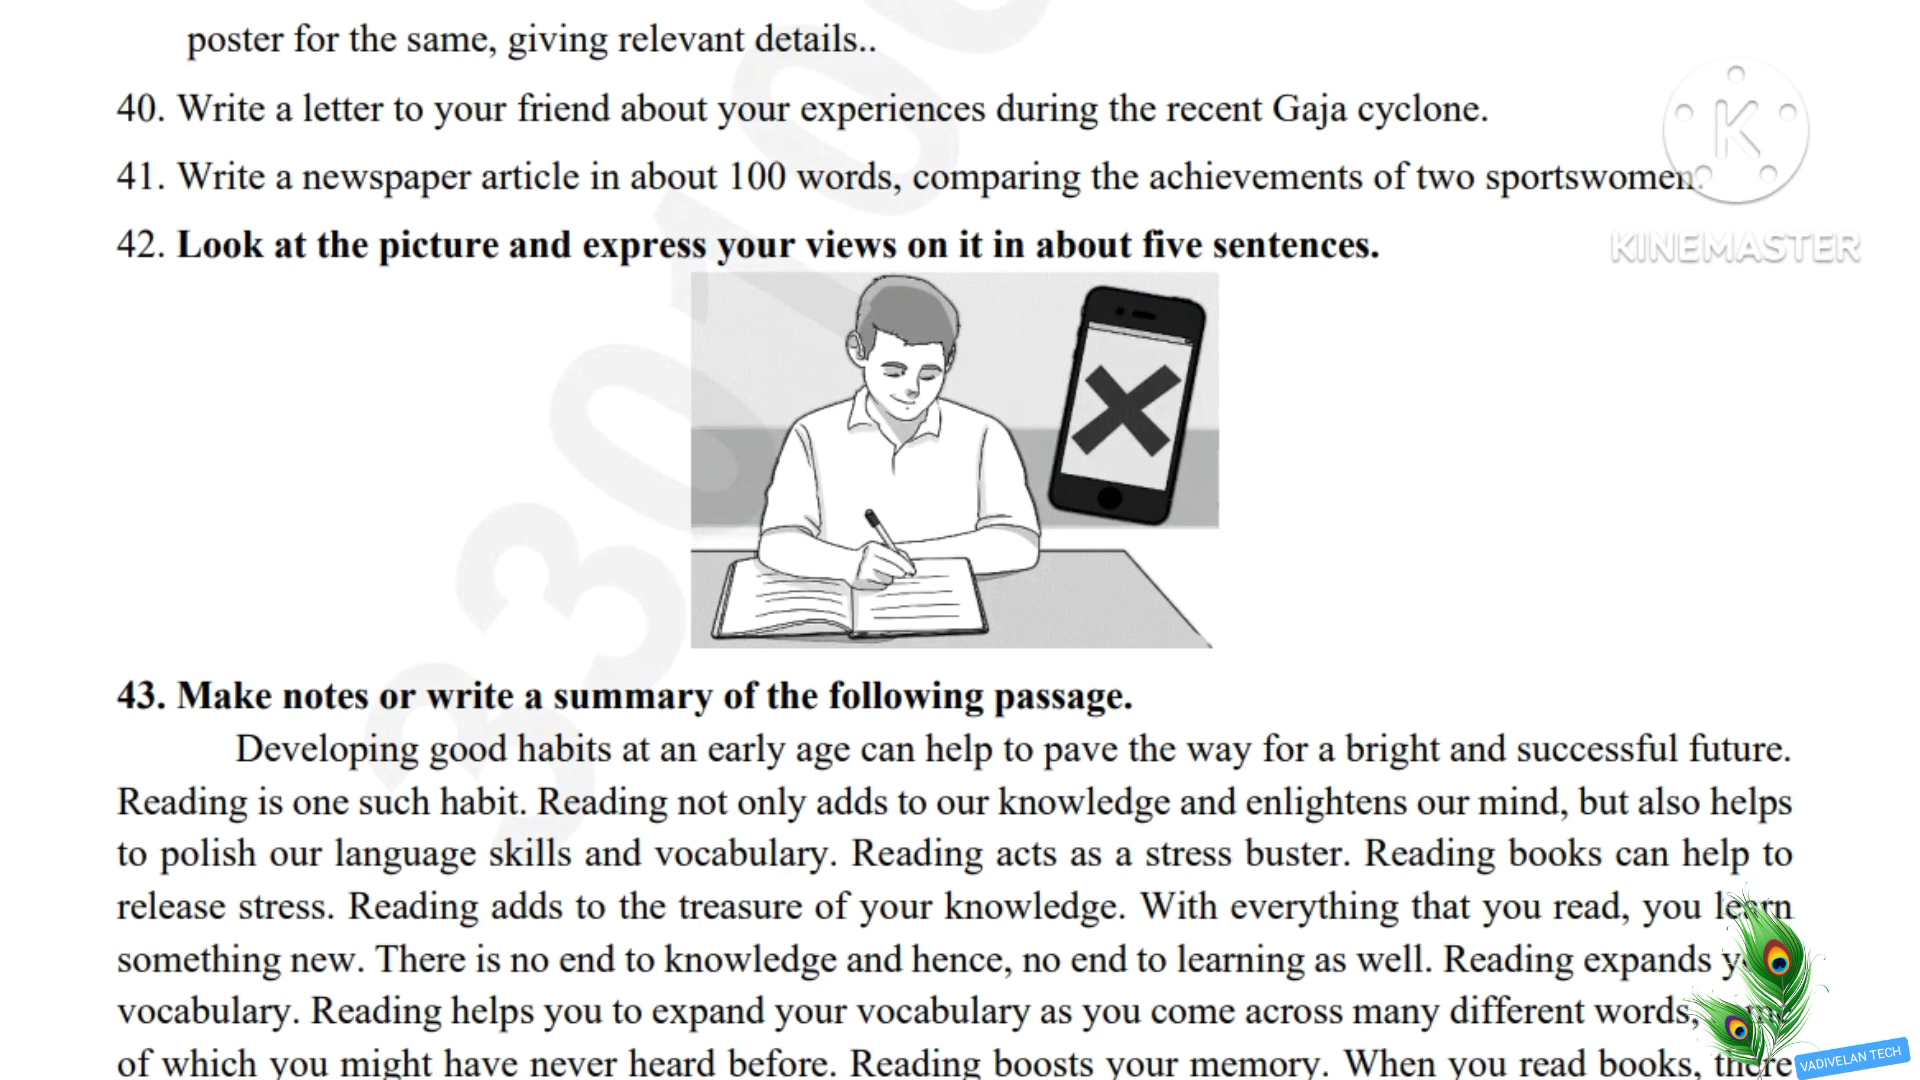 poster for the same, giving relevant details..
40. Write a letter to your friend about your experiences during the recent Gaja cyclone.
41. Write a newspaper article in about 100 words, comparing the achievements of two sportswomen.
42. Look at the picture and express your views on it in about five sentences.
K
KINEMASTER
43. Make notes or write a summary of the following passage.
Developing good habits at an early age can help to pave the way for a bright and successful future.
Reading is one such habit. Reading not only adds to our knowledge and enlightens our mind, but also helps
to polish our language skills and vocabulary. Reading acts as a stress buster. Reading books can help to
release stress. Reading adds to the treasure of your knowledge. With everything that you read, you learn
something new. There is no end to knowledge and hence, no end to learning as well. Reading expands
vocabulary. Reading helps you to expand your vocabulary as you come across many different words,
of which you might have never heard before. Reading boosts your memory. When you read books, there
VADIVELAN TECH